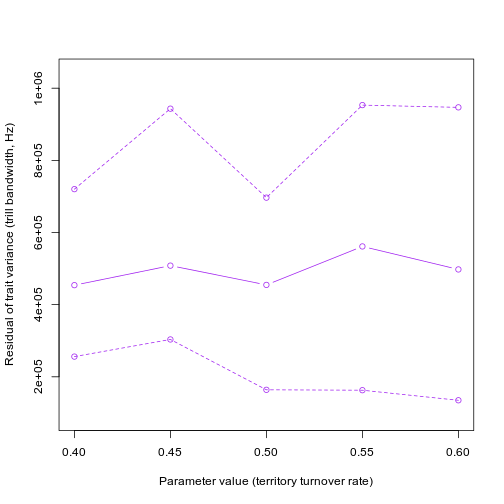 Residual of trait variance (trill bandwidth, Hz)
1e+06
8e+05
6e+05
4e+05
2e+05
0.40 0.45 0.50 0.55 0.60
Parameter value (territory turnover rate)